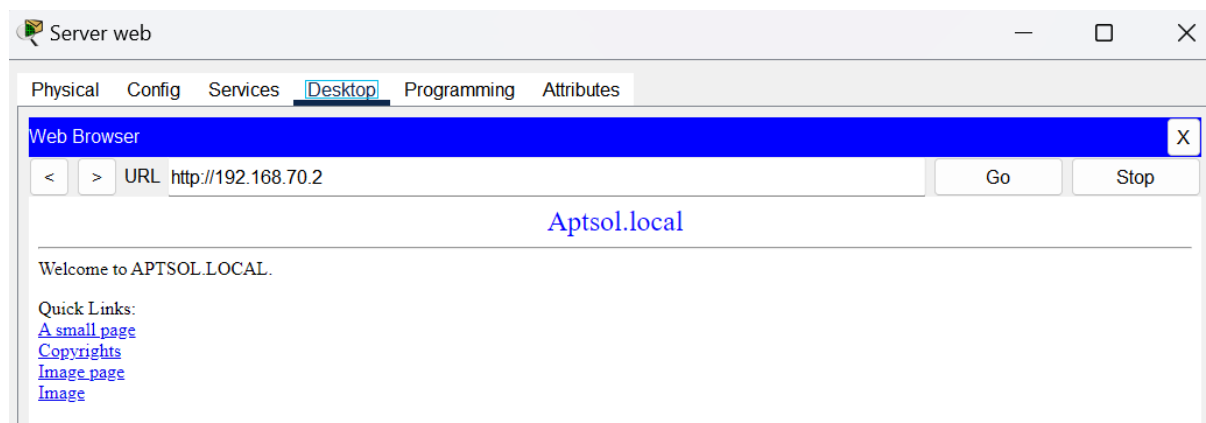 Server web
Physical Config Services Desktop Programming Attributes
Web Browser X
< > URL http://192.168.70.2 Go Stop
Aptsol.local
Welcome to APTSOL.LOCAL.
Quick Links:
A small page
Copyrights
Image page
Image